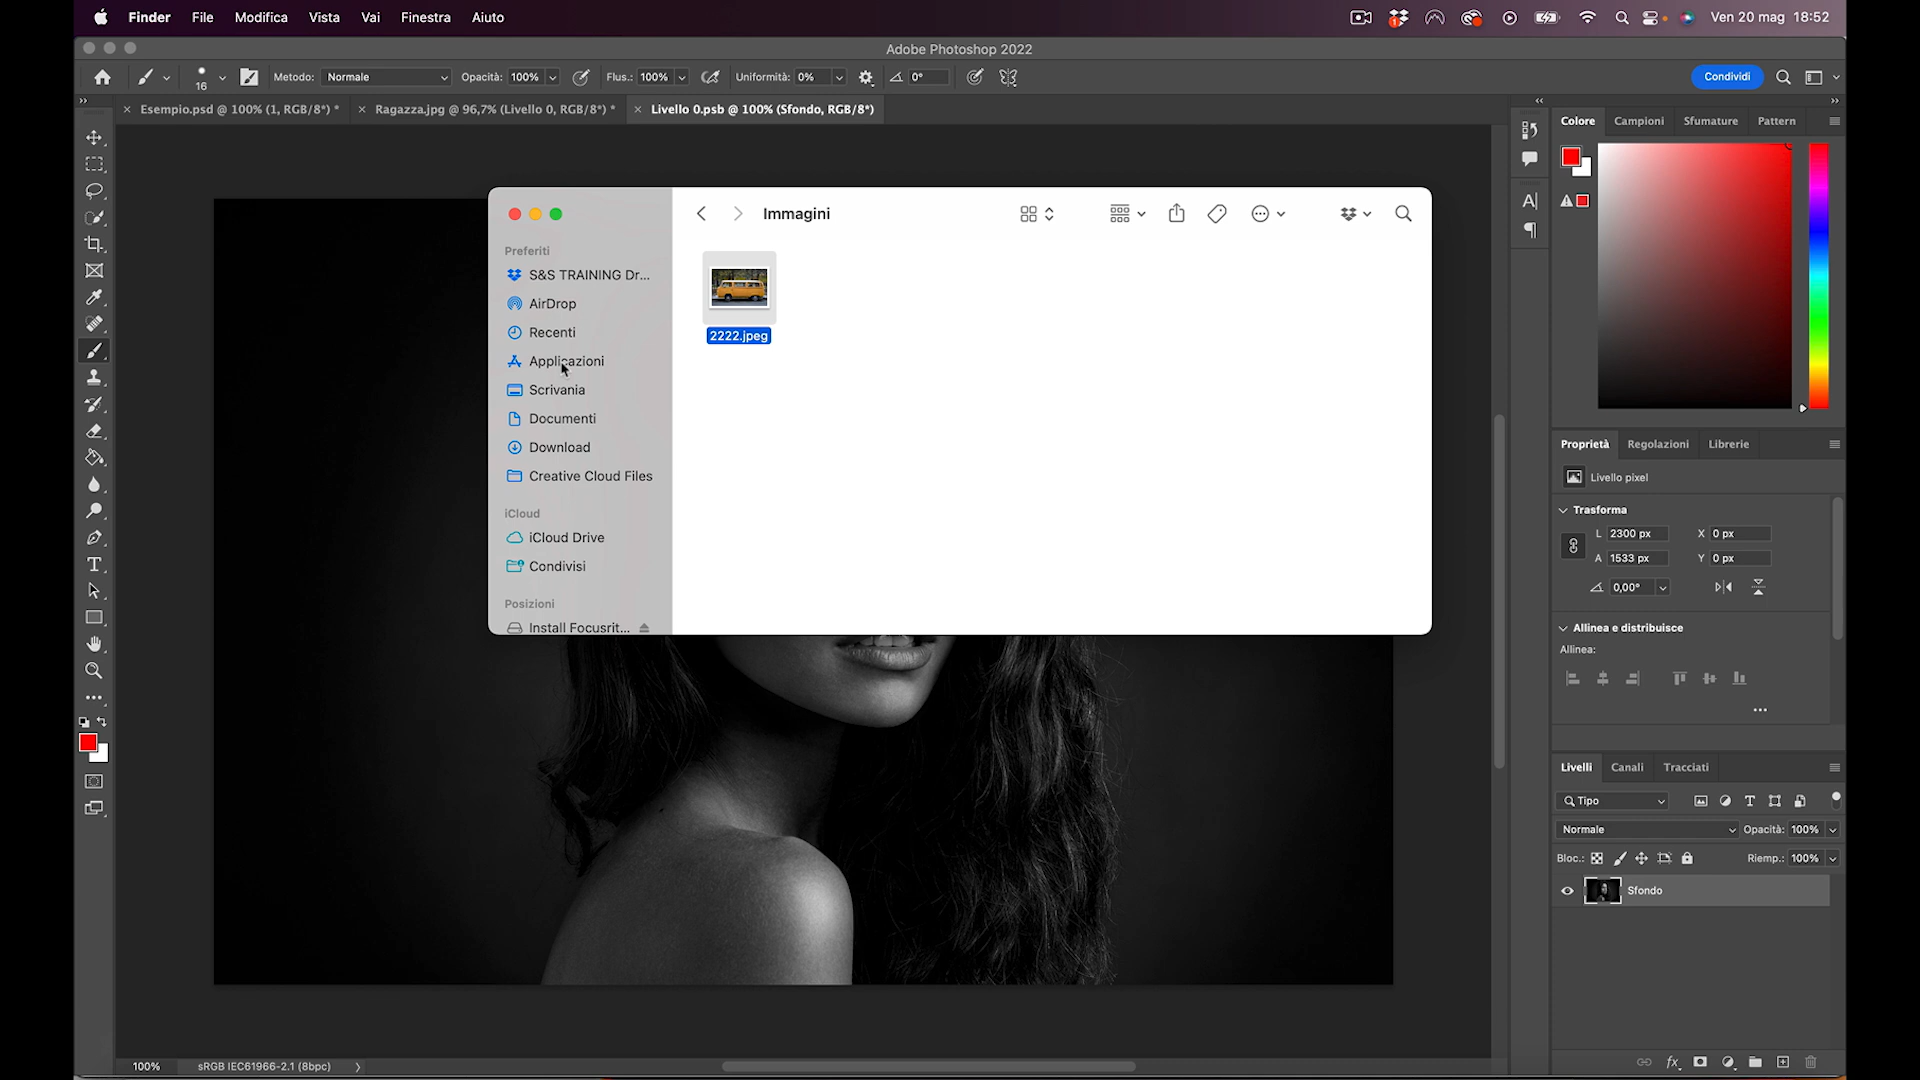 Finder File Modifica Vista Vai Finestra Aiuto
1
Ven 20 mag 18:52
Adobe Photoshop 2022
16
Metodo: Normale
Opacità: 100%
Flus.: 100%
Uniformità: 0%
0°
Condividi
Esempio.psd @ 100% (1, RGB/8*) *
Ragazza.jpg @ 96,7% (Livello 0, RGB/8*) *
Livello 0.psb @ 100% (Sfondo, RGB/8*)
Immagini
Preferiti
S&S TRAINING Dr...
AirDrop
Recenti
Applicazioni
Scrivania
Documenti
Download
Creative Cloud Files
iCloud
iCloud Drive
Condivisi
Posizioni
Install Focusrit...
2222.jpeg
Colore Campioni Sfumature Pattern
Proprietà Regolazioni Librerie
Livello pixel
Trasforma
L 2300 px X 0 px
A 1533 px Y 0 px
0,00°
Allinea e distribuisce
Allinea:
Livelli Canali Tracciati
Tipo
Normale Opacità: 100%
Bloc.: Riemp.: 100%
Sfondo
fx
100% sRGB IEC61966-2.1 (8bpc)